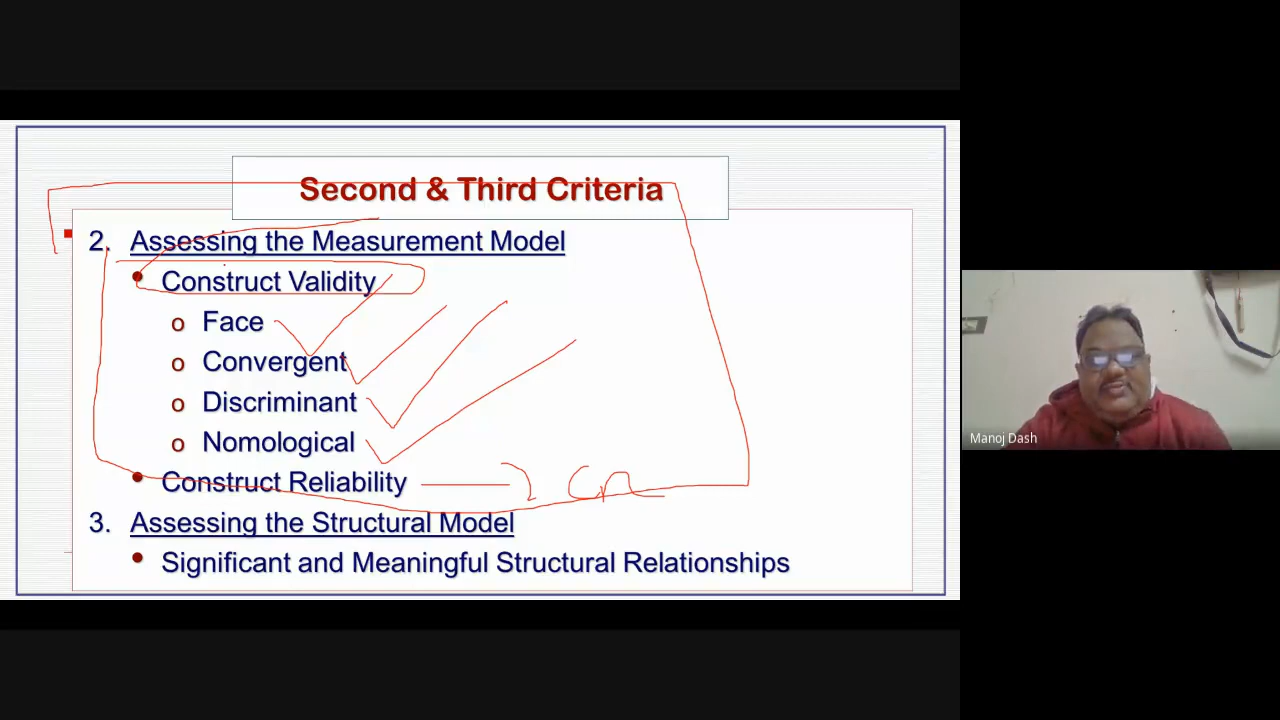 Second & Third Criteria
2. Assessing the Measurement Model
• Construct Validity
o Face
o Convergent
o Discriminant
o Nomological
• Construct Reliability
3. Assessing the Structural Model
• Significant and Meaningful Structural Relationships
Manoj Dash